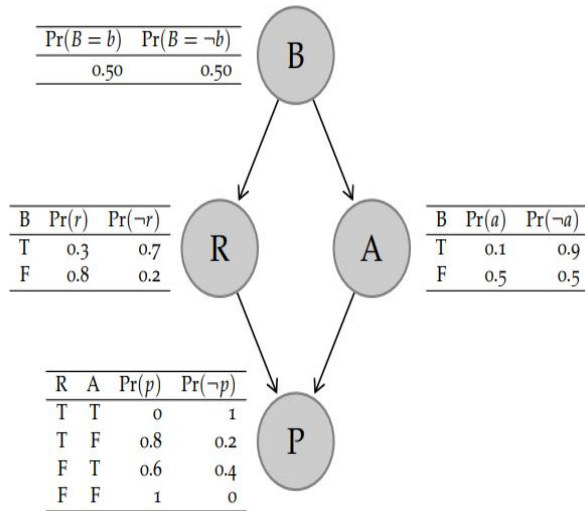 Pr(B = b) Pr(B = ¬b)
0.50 0.50
B
B Pr(r) Pr(¬r)
T 0.3 0.7
F 0.8 0.2
R
A
B Pr(a) Pr(¬a)
T 0.1 0.9
F 0.5 0.5
R A Pr(p) Pr(¬p)
T T 0 1
T F 0.8 0.2
F T 0.6 0.4
F F 1 0
P